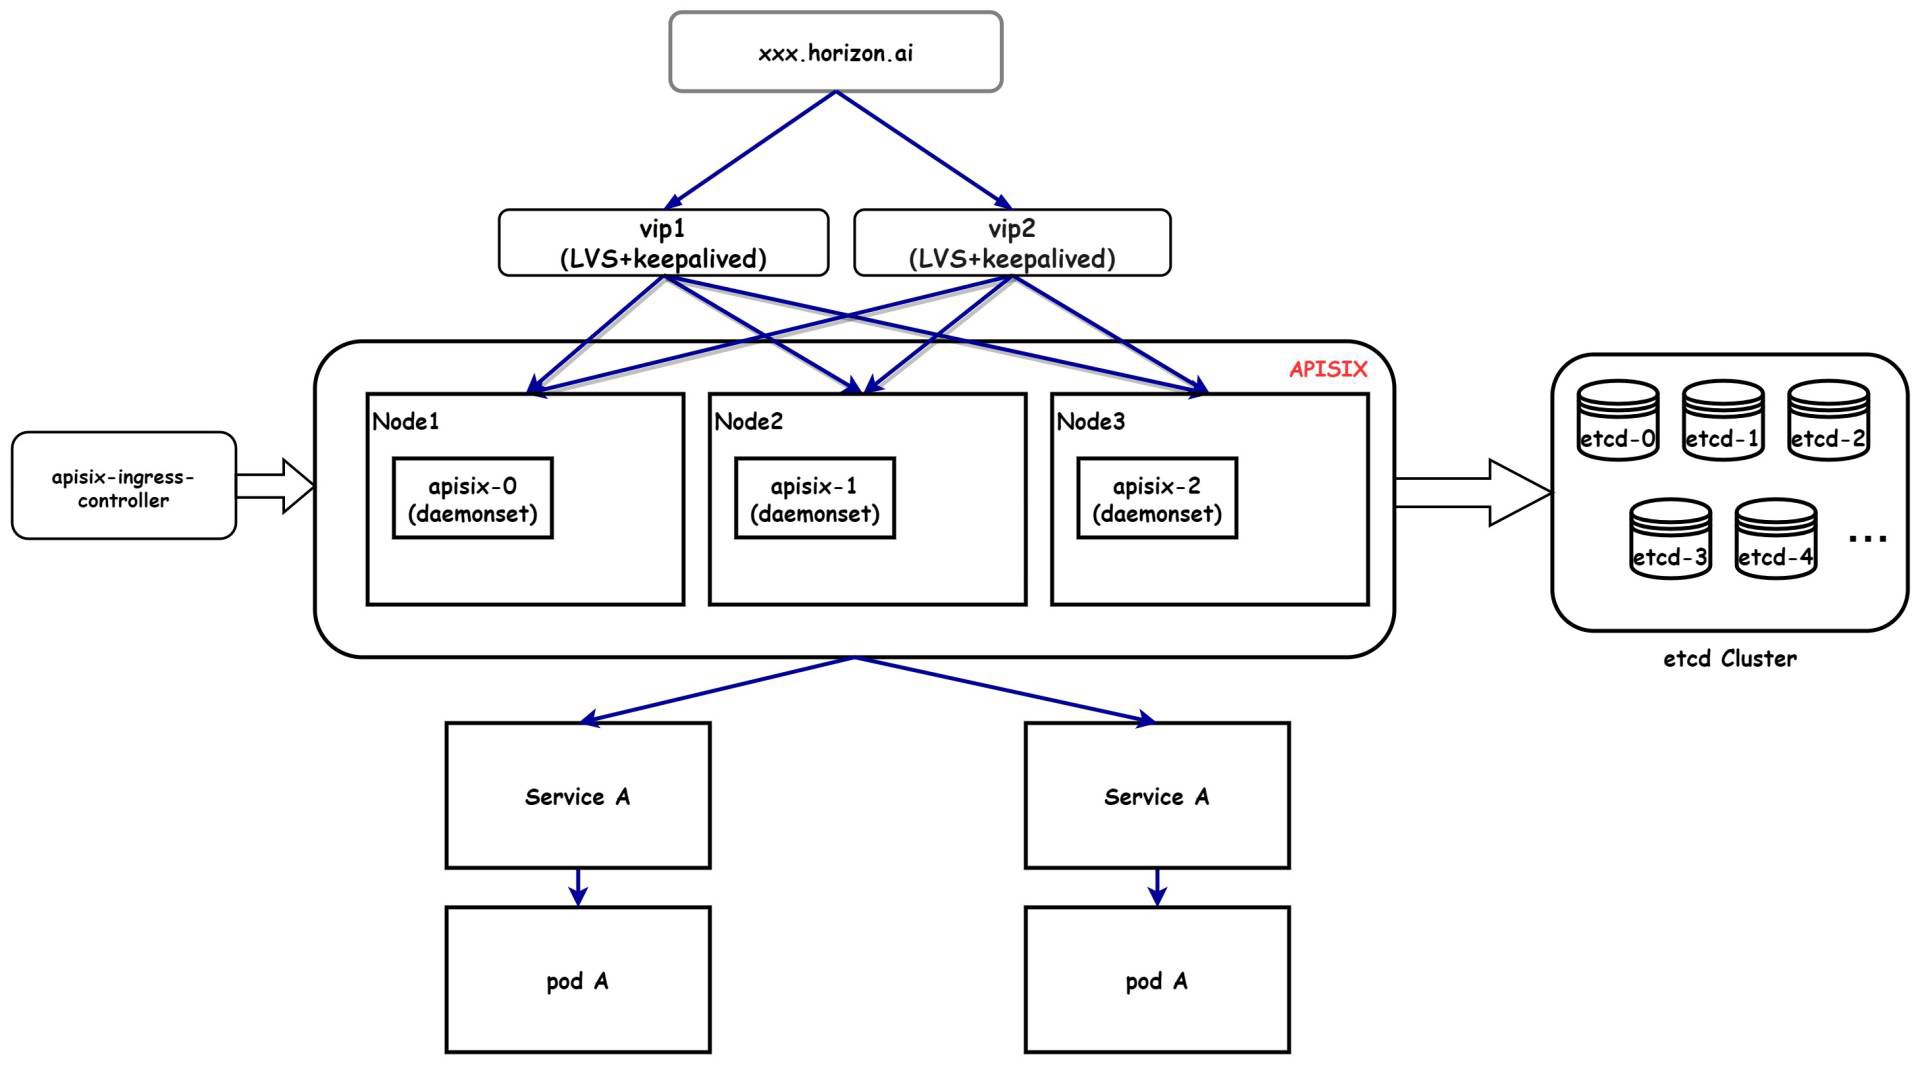 xxx.horizon.ai
vip1
(LVS+keepalived)
vip2
(LVS+keepalived)
APISIX
Node1
Node2
Node3
apisix-0
(daemonset)
apisix-1
(daemonset)
apisix-2
(daemonset)
apisix-ingress-
controller
etcd-0
etcd-1
etcd-2
etcd-3
etcd-4
...
etcd Cluster
Service A
Service A
pod A
pod A